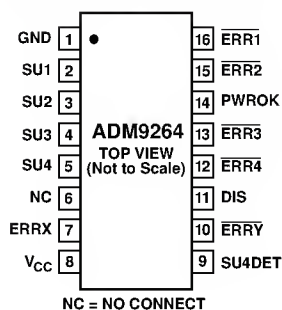 GND 1 16 ERR1
SU1 2 15 ERR2
SU2 3 14 PWROK
SU3 4 ADM9264 13 ERR3
TOP VIEW
SU4 5 (Not to Scale) 12 ERR4
NC 6 11 DIS
ERRX 7 10 ERRY
VCC 8 9 SU4DET
NC = NO CONNECT